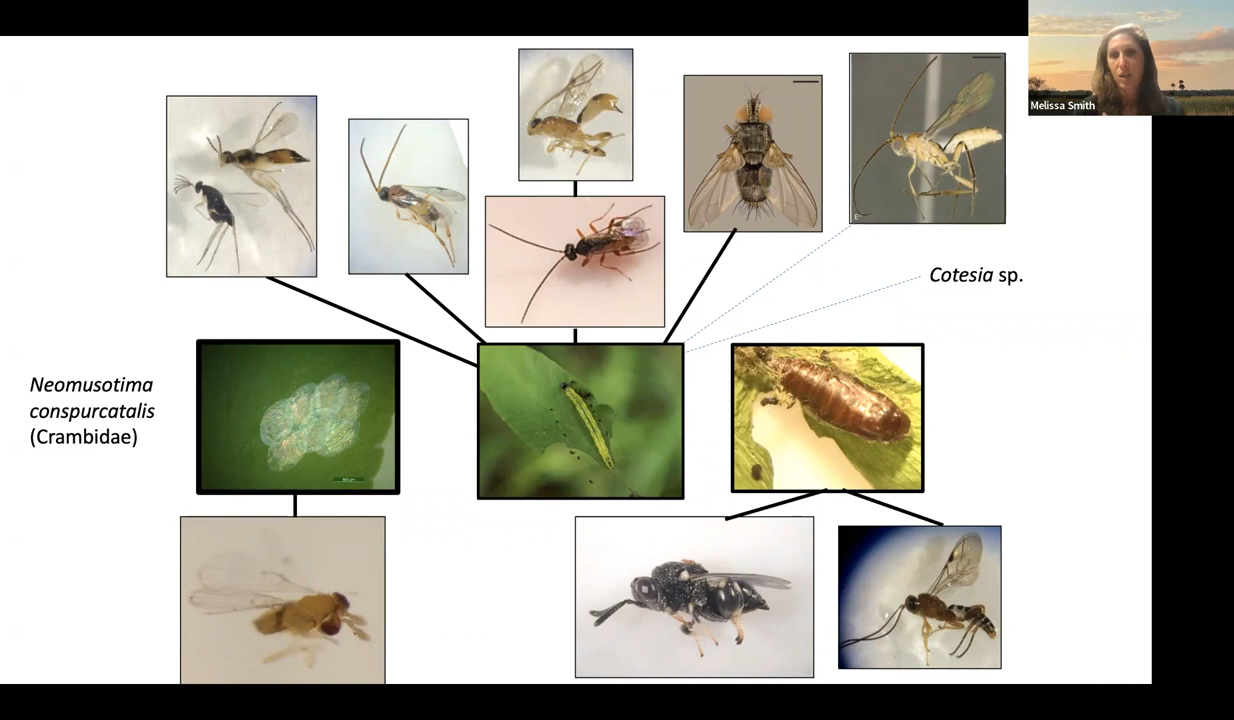 Melissa Smith
E
Cotesia sp.
Neomusotima
conspurcatalis
(Crambidae)